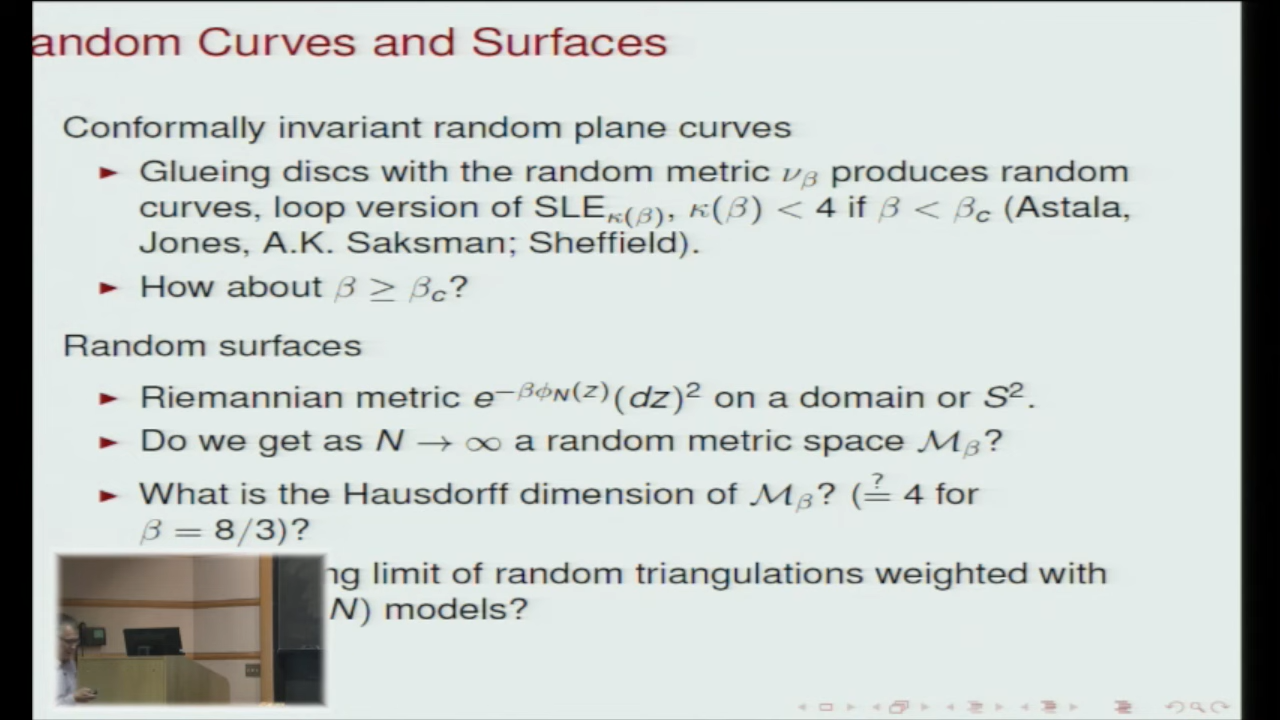 andom Curves and Surfaces
Conformally invariant random plane curves
► Glueing discs with the random metric ν_β produces random
curves, loop version of SLE_κ(β), κ(β) < 4 if β < β_c (Astala,
Jones, A.K. Saksman; Sheffield).
► How about β ≥ β_c?
Random surfaces
► Riemannian metric e^{−βϕ_N(z)}(dz)² on a domain or S².
► Do we get as N → ∞ a random metric space ℳ_β?
► What is the Hausdorff dimension of ℳ_β? (≟ 4 for
β = 8/3)?
ng limit of random triangulations weighted with
N) models?